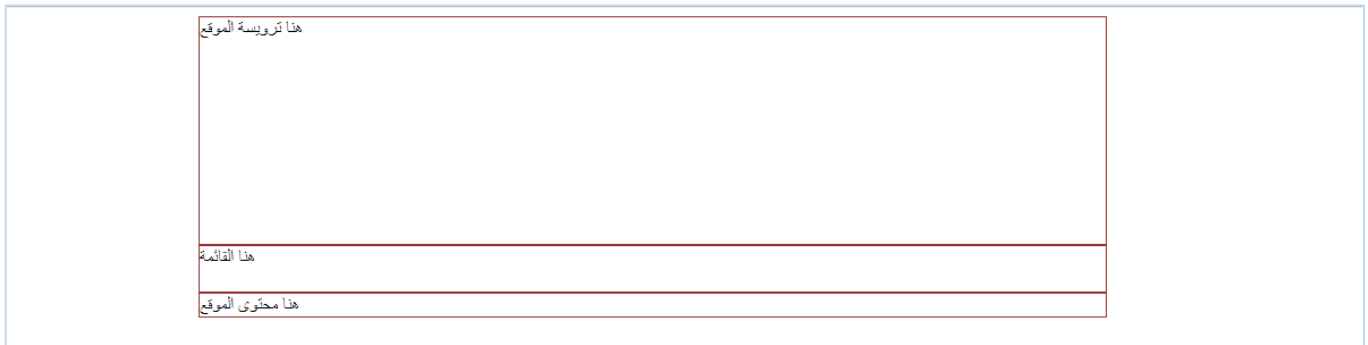 هنا ترويسة الموقع
هنا القائمة
هنا محتوى الموقع